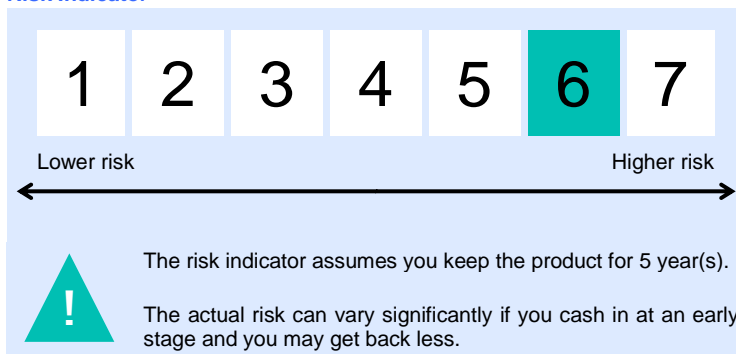 Risk Indicator
1 2 3 4 5 6 7
Lower risk Higher risk
The risk indicator assumes you keep the product for 5 year(s).
!
The actual risk can vary significantly if you cash in at an early
stage and you may get back less.